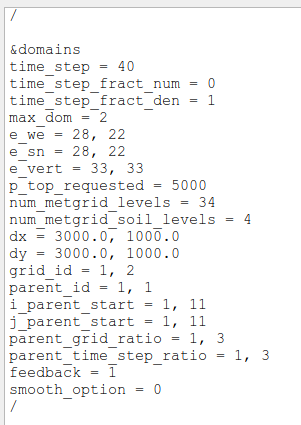 /
&domains
time_step = 40
time_step_fract_num = 0
time_step_fract_den = 1
max_dom = 2
e_we = 28, 22
e_sn = 28, 22
e_vert = 33, 33
p_top_requested = 5000
num_metgrid_levels = 34
num_metgrid_soil_levels = 4
dx = 3000.0, 1000.0
dy = 3000.0, 1000.0
grid_id = 1, 2
parent_id = 1, 1
i_parent_start = 1, 11
j_parent_start = 1, 11
parent_grid_ratio = 1, 3
parent_time_step_ratio = 1, 3
feedback = 1
smooth_option = 0
/